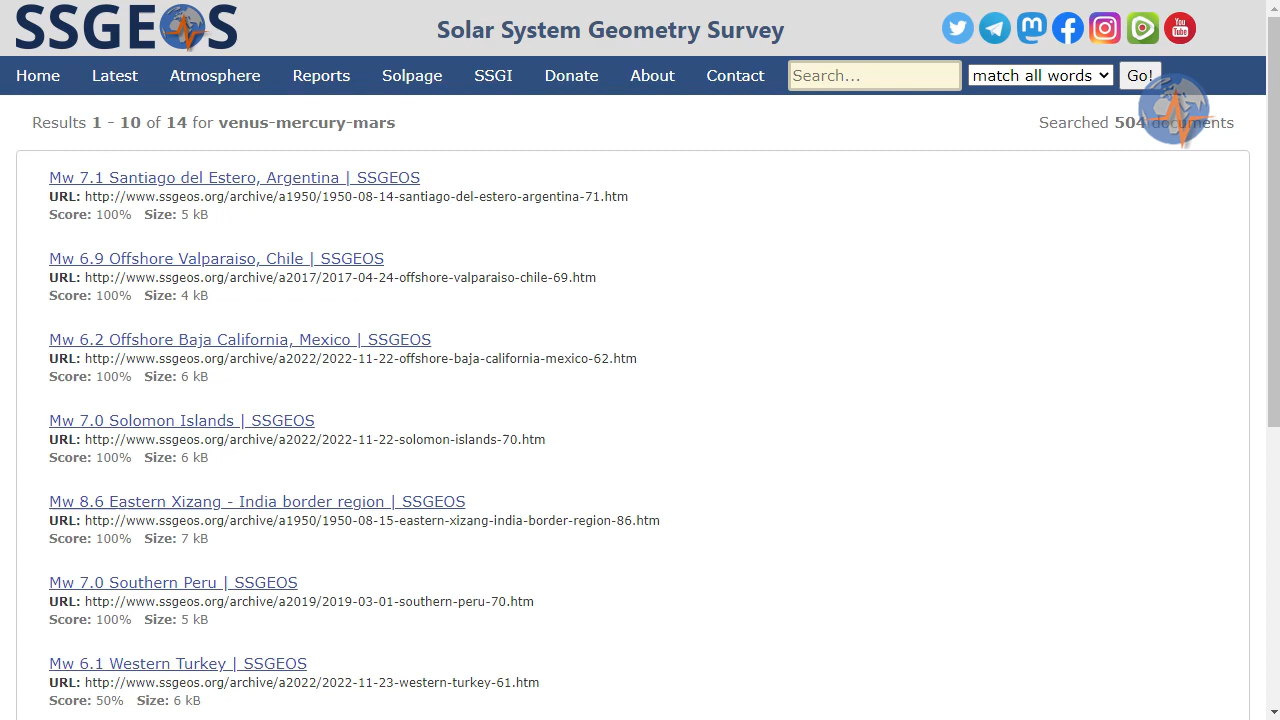 SSGEOS
Solar System Geometry Survey
You
Tube
Home Latest Atmosphere Reports Solpage SSGI Donate About Contact Search... match all words Go!
Results 1 - 10 of 14 for venus-mercury-mars
Searched 504 documents
Mw 7.1 Santiago del Estero, Argentina | SSGEOS
URL: http://www.ssgeos.org/archive/a1950/1950-08-14-santiago-del-estero-argentina-71.htm
Score: 100% Size: 5 kB
Mw 6.9 Offshore Valparaiso, Chile | SSGEOS
URL: http://www.ssgeos.org/archive/a2017/2017-04-24-offshore-valparaiso-chile-69.htm
Score: 100% Size: 4 kB
Mw 6.2 Offshore Baja California, Mexico | SSGEOS
URL: http://www.ssgeos.org/archive/a2022/2022-11-22-offshore-baja-california-mexico-62.htm
Score: 100% Size: 6 kB
Mw 7.0 Solomon Islands | SSGEOS
URL: http://www.ssgeos.org/archive/a2022/2022-11-22-solomon-islands-70.htm
Score: 100% Size: 6 kB
Mw 8.6 Eastern Xizang - India border region | SSGEOS
URL: http://www.ssgeos.org/archive/a1950/1950-08-15-eastern-xizang-india-border-region-86.htm
Score: 100% Size: 7 kB
Mw 7.0 Southern Peru | SSGEOS
URL: http://www.ssgeos.org/archive/a2019/2019-03-01-southern-peru-70.htm
Score: 100% Size: 5 kB
Mw 6.1 Western Turkey | SSGEOS
URL: http://www.ssgeos.org/archive/a2022/2022-11-23-western-turkey-61.htm
Score: 50% Size: 6 kB